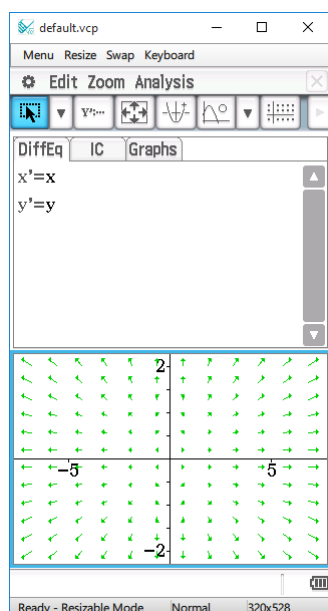 default.vcp
Menu Resize Swap Keyboard
Edit Zoom Analysis
Y':…
DiffEq IC Graphs
x'=x
y'=y
2
-5 5
-2
Ready - Resizable Mode Normal 320x528